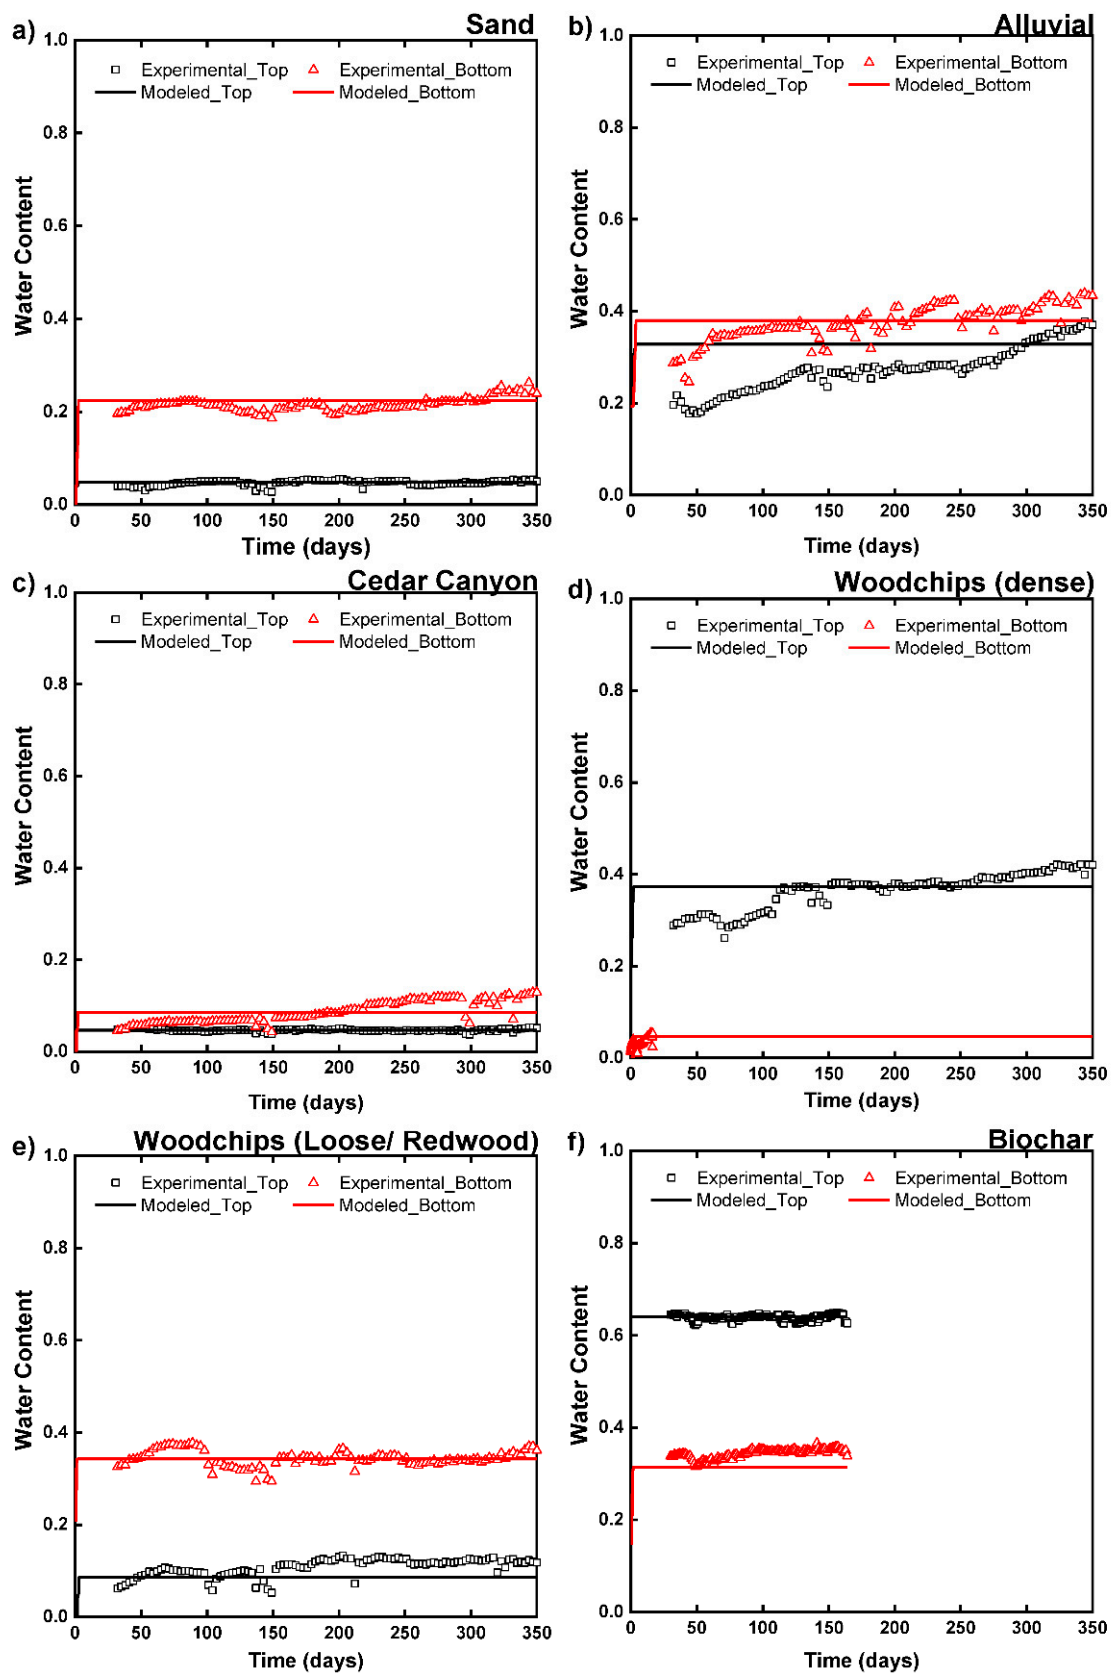 a) Sand
1.0
Experimental_Top Experimental_Bottom
Modeled_Top Modeled_Bottom
0.8
0.6
0.4
0.2
0.0
Water Content
0 50 100 150 200 250 300 350
Time (days)
b) Alluvial
1.0
Experimental_Top Experimental_Bottom
Modeled_Top Modeled_Bottom
0.8
0.6
0.4
0.2
0.0
Water Content
0 50 100 150 200 250 300 350
Time (days)
c) Cedar Canyon
1.0
Experimental_Top Experimental_Bottom
Modeled_Top Modeled_Bottom
0.8
0.6
0.4
0.2
0.0
Water Content
0 50 100 150 200 250 300 350
Time (days)
d) Woodchips (dense)
1.0
Experimental_Top Experimental_Bottom
Modeled_Top Modeled_Bottom
0.8
0.6
0.4
0.2
0.0
Water Content
0 50 100 150 200 250 300 350
Time (days)
e) Woodchips (Loose/ Redwood)
1.0
Experimental_Top Experimental_Bottom
Modeled_Top Modeled_Bottom
0.8
0.6
0.4
0.2
0.0
Water Content
0 50 100 150 200 250 300 350
Time (days)
f) Biochar
1.0
Experimental_Top Experimental_Bottom
Modeled_Top Modeled_Bottom
0.8
0.6
0.4
0.2
0.0
Water Content
0 50 100 150 200 250 300 350
Time (days)